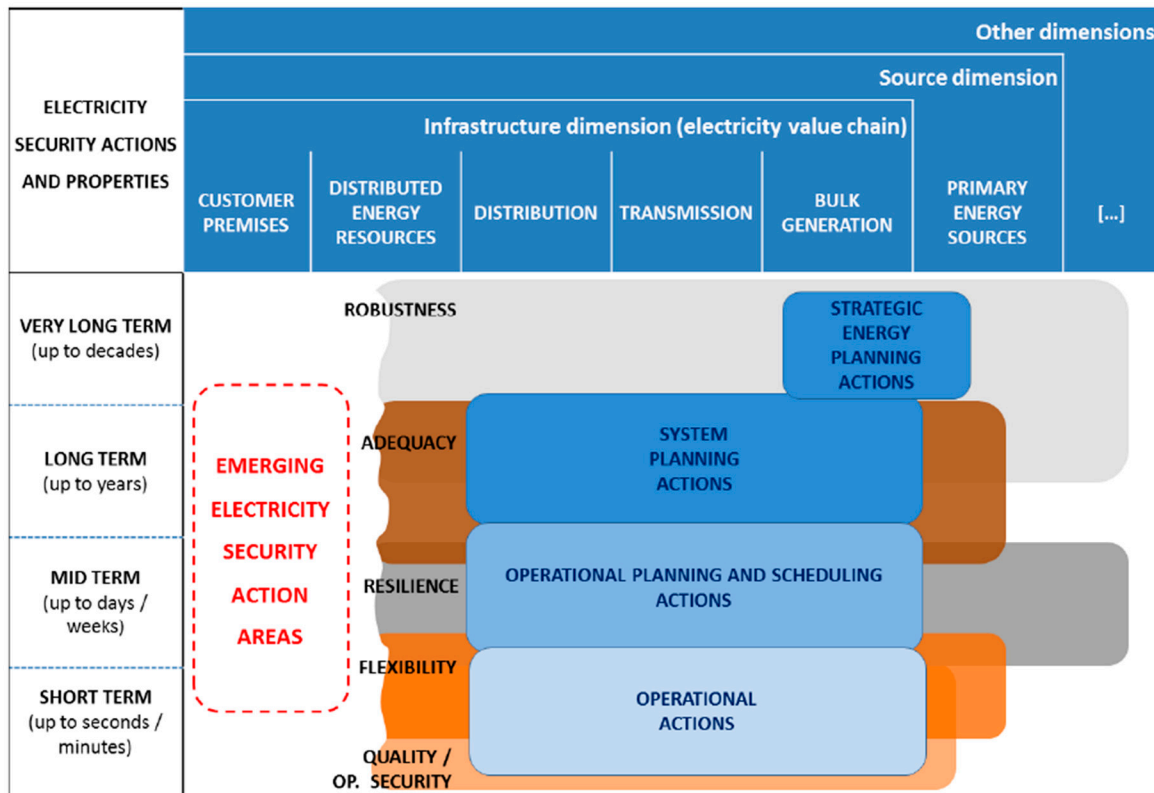 Other dimensions
Source dimension
Infrastructure dimension (electricity value chain)
ELECTRICITY
SECURITY ACTIONS
AND PROPERTIES
CUSTOMER
PREMISES
DISTRIBUTED
ENERGY
RESOURCES
DISTRIBUTION
TRANSMISSION
BULK
GENERATION
PRIMARY
ENERGY
SOURCES
[...]
VERY LONG TERM
(up to decades)
ROBUSTNESS
STRATEGIC
ENERGY
PLANNING
ACTIONS
LONG TERM
(up to years)
ADEQUACY
SYSTEM
PLANNING
ACTIONS
EMERGING
ELECTRICITY
SECURITY
ACTION
AREAS
MID TERM
(up to days /
weeks)
RESILIENCE
OPERATIONAL PLANNING AND SCHEDULING
ACTIONS
FLEXIBILITY
SHORT TERM
(up to seconds /
minutes)
OPERATIONAL
ACTIONS
QUALITY /
OP. SECURITY